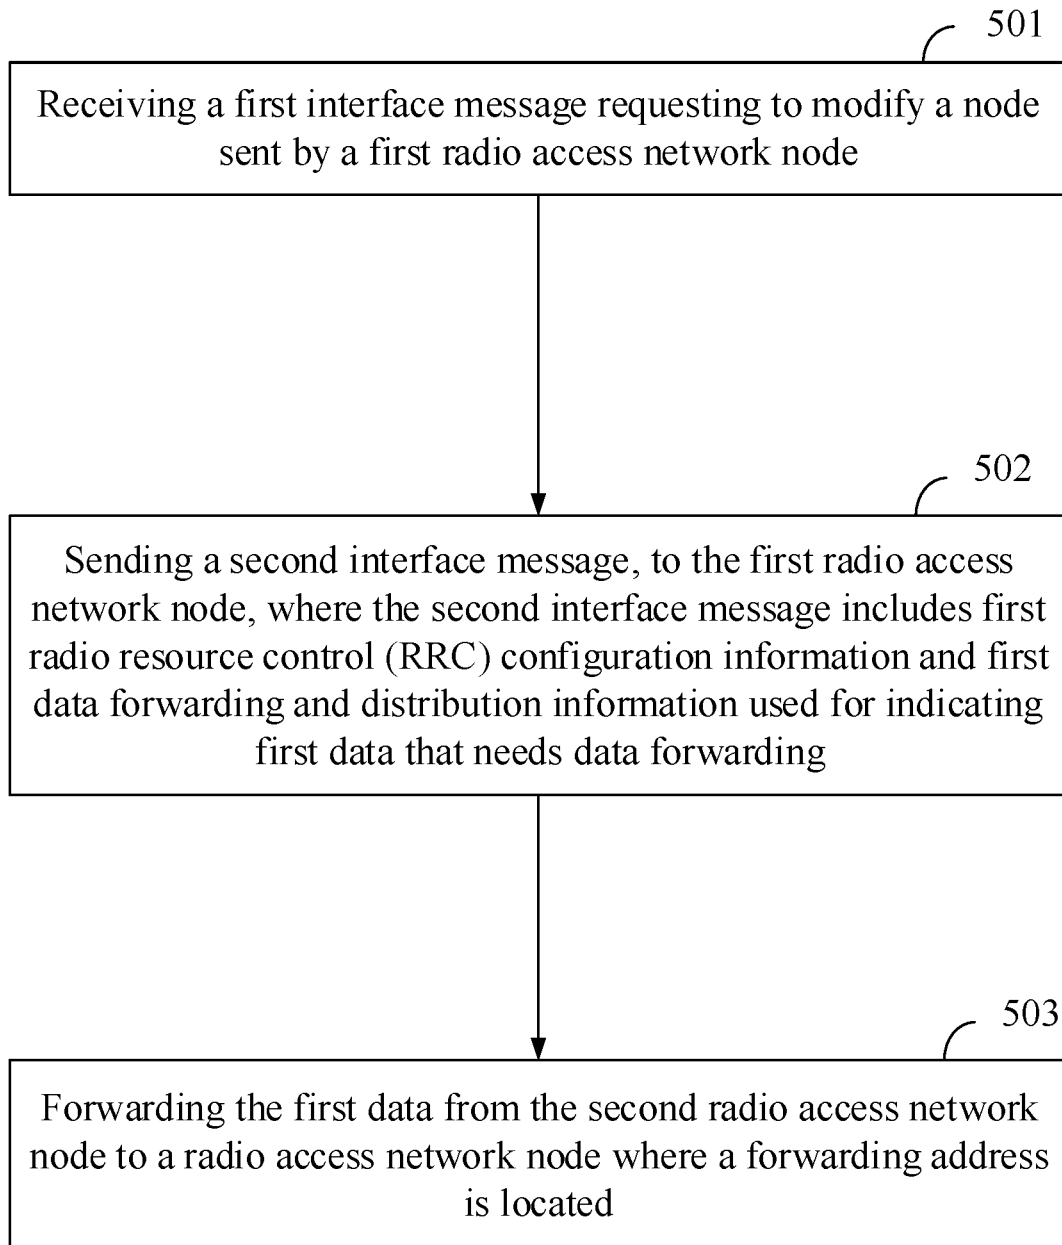 501
Receiving a first interface message requesting to modify a node
sent by a first radio access network node
502
Sending a second interface message, to the first radio access
network node, where the second interface message includes first
radio resource control (RRC) configuration information and first
data forwarding and distribution information used for indicating
first data that needs data forwarding
503
Forwarding the first data from the second radio access network
node to a radio access network node where a forwarding address
is located